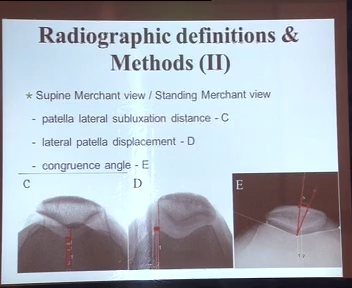 Radiographic definitions &
Methods (II)
* Supine Merchant view / Standing Merchant view
- patella lateral subluxation distance - C
- lateral patella displacement - D
- congruence angle - E
C
D
E